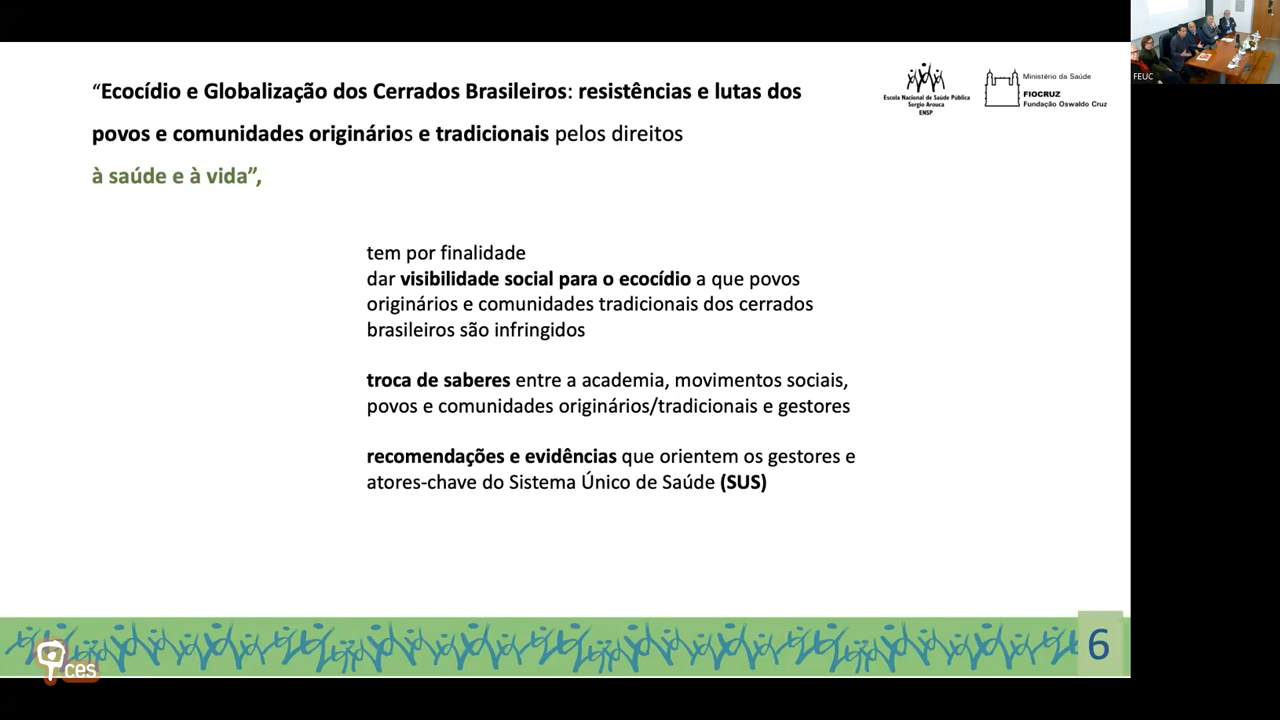 “Ecocídio e Globalização dos Cerrados Brasileiros: resistências e lutas dos
povos e comunidades originários e tradicionais pelos direitos
à saúde e à vida”,
Escola Nacional de Saúde Pública
Sergio Arouca
ENSP
Ministério da Saúde
FIOCRUZ
Fundação Oswaldo Cruz
FEUC
tem por finalidade
dar visibilidade social para o ecocídio a que povos
originários e comunidades tradicionais dos cerrados
brasileiros são infringidos
troca de saberes entre a academia, movimentos sociais,
povos e comunidades originários/tradicionais e gestores
recomendações e evidências que orientem os gestores e
atores-chave do Sistema Único de Saúde (SUS)
6
ces